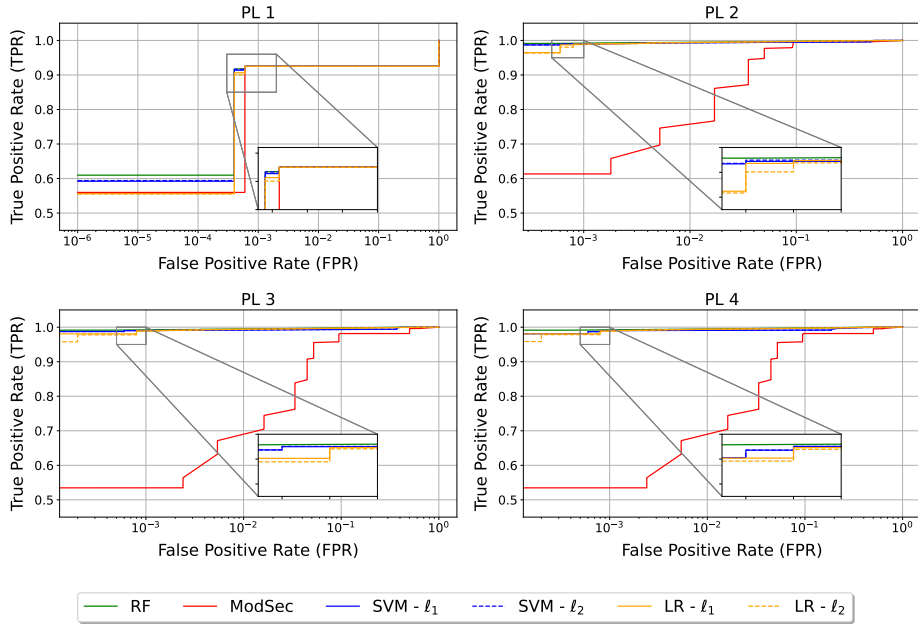 PL 1
True Positive Rate (TPR)
1.0
0.9
0.8
0.7
0.6
0.5
10⁻⁶ 10⁻⁵ 10⁻⁴ 10⁻³ 10⁻² 10⁻¹ 10⁰
False Positive Rate (FPR)
PL 2
True Positive Rate (TPR)
1.0
0.9
0.8
0.7
0.6
0.5
10⁻³ 10⁻² 10⁻¹ 10⁰
False Positive Rate (FPR)
PL 3
True Positive Rate (TPR)
1.0
0.9
0.8
0.7
0.6
0.5
10⁻³ 10⁻² 10⁻¹ 10⁰
False Positive Rate (FPR)
PL 4
True Positive Rate (TPR)
1.0
0.9
0.8
0.7
0.6
0.5
10⁻³ 10⁻² 10⁻¹ 10⁰
False Positive Rate (FPR)
RF ModSec SVM - ℓ₁ SVM - ℓ₂ LR - ℓ₁ LR - ℓ₂